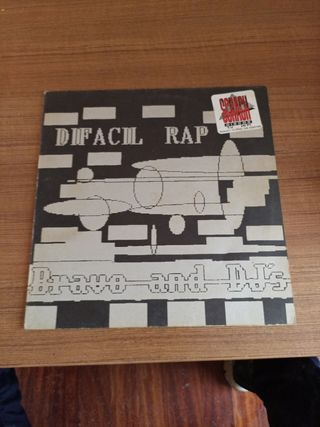 DIFACIL RAP
Bravo and DJ's